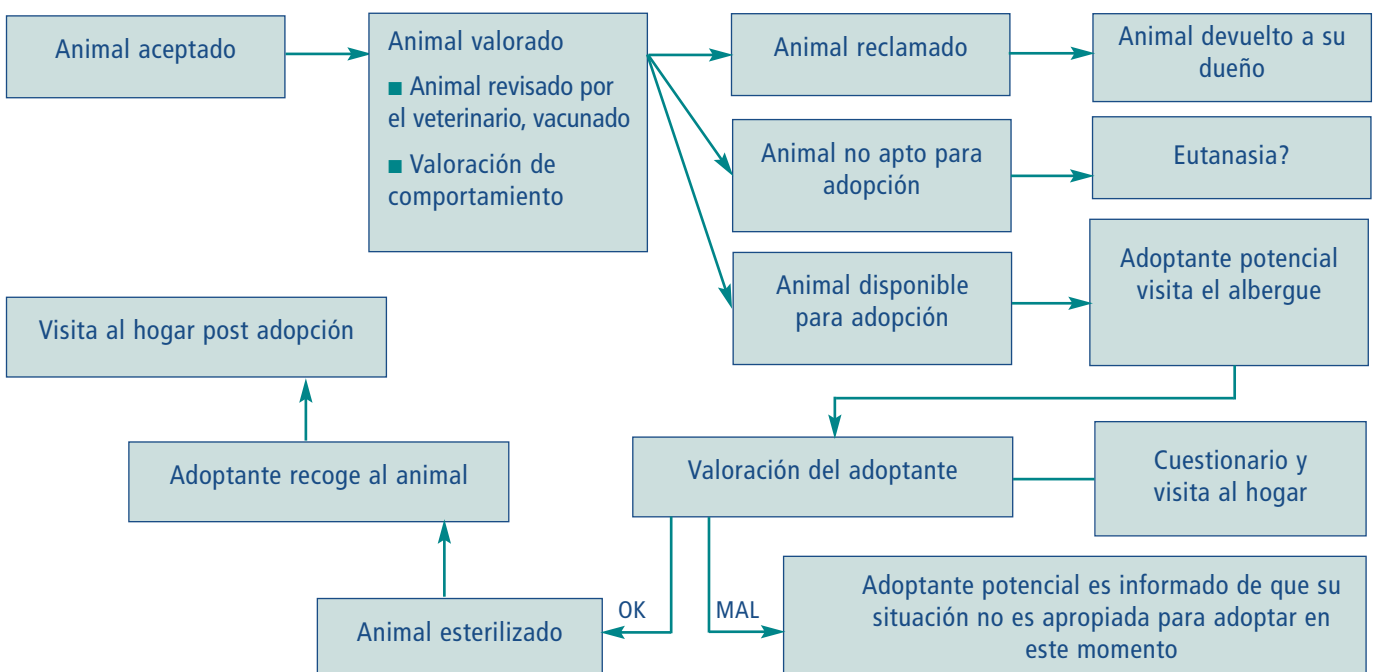 Animal aceptado
Animal valorado
■ Animal revisado por
el veterinario, vacunado
■ Valoración de
comportamiento
Animal reclamado
Animal devuelto a su
dueño
Animal no apto para
adopción
Eutanasia?
Animal disponible
para adopción
Adoptante potencial
visita el albergue
Visita al hogar post adopción
Adoptante recoge al animal
Valoración del adoptante
Cuestionario y
visita al hogar
Animal esterilizado
OK
MAL
Adoptante potencial es informado de que su
situación no es apropiada para adoptar en
este momento